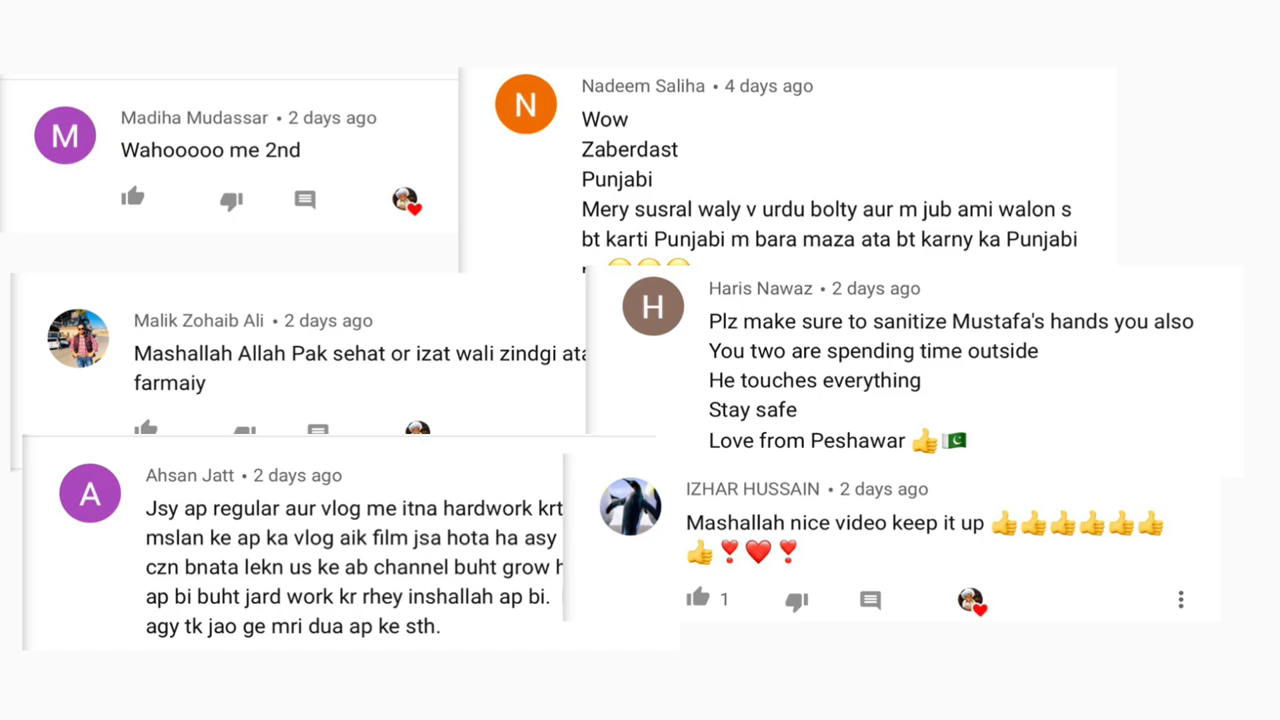 Madiha Mudassar • 2 days ago
Wahooooo me 2nd
Nadeem Saliha • 4 days ago
Wow
Zaberdast
Punjabi
Mery susral waly v urdu bolty aur m jub ami walon s
bt karti Punjabi m bara maza ata bt karny ka Punjabi
Malik Zohaib Ali • 2 days ago
Mashallah Allah Pak sehat or izat wali zindgi
farmaiy
Haris Nawaz • 2 days ago
Plz make sure to sanitize Mustafa's hands you also
You two are spending time outside
He touches everything
Stay safe
Love from Peshawar 👍🇵🇰
Ahsan Jatt • 2 days ago
Jsy ap regular aur vlog me itna hardwork
mslan ke ap ka vlog aik film jsa hota ha asy
czn bnata lekn us ke ab channel buht grow
ap bi buht jard work kr rhey inshallah ap bi.
agy tk jao ge mri dua ap ke sth.
IZHAR HUSSAIN • 2 days ago
Mashallah nice video keep it up 👍👍👍👍👍👍
👍❣️❤️❣️
1
M
N
H
A